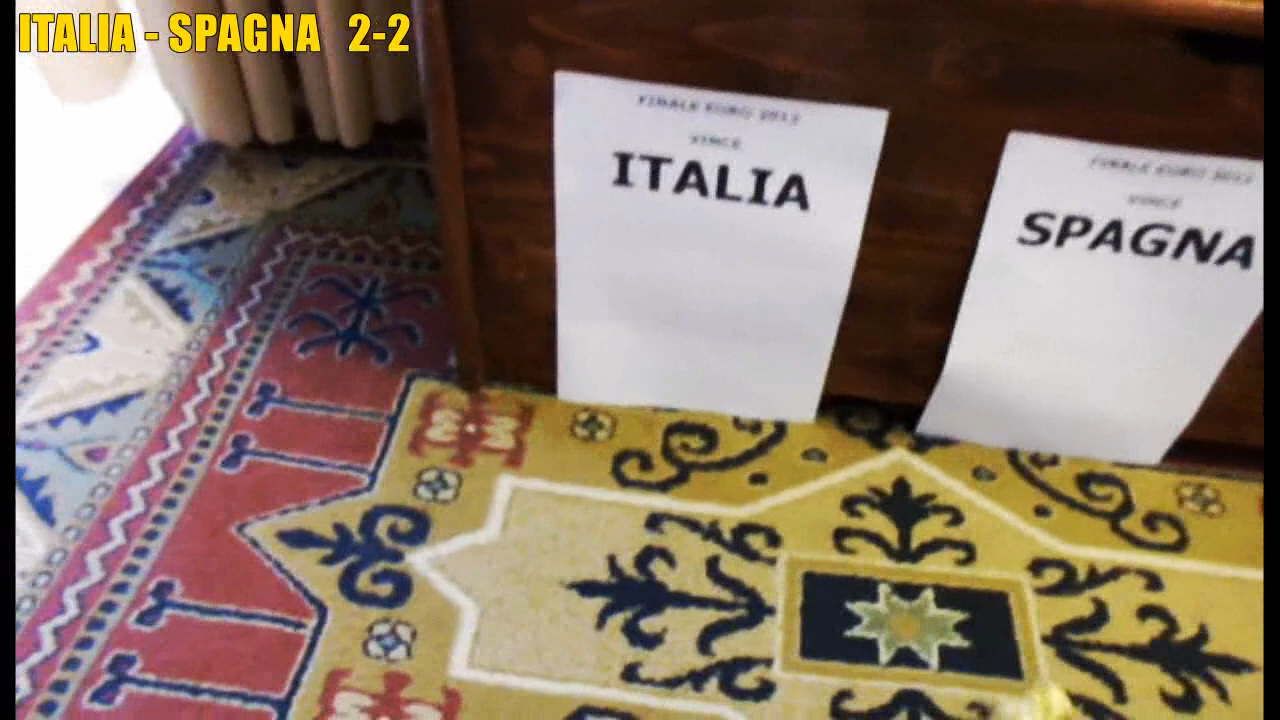 ITALIA - SPAGNA 2-2
FINALE EURO 2012
VINCE
ITALIA
FINALE EURO 2012
VINCE
SPAGNA